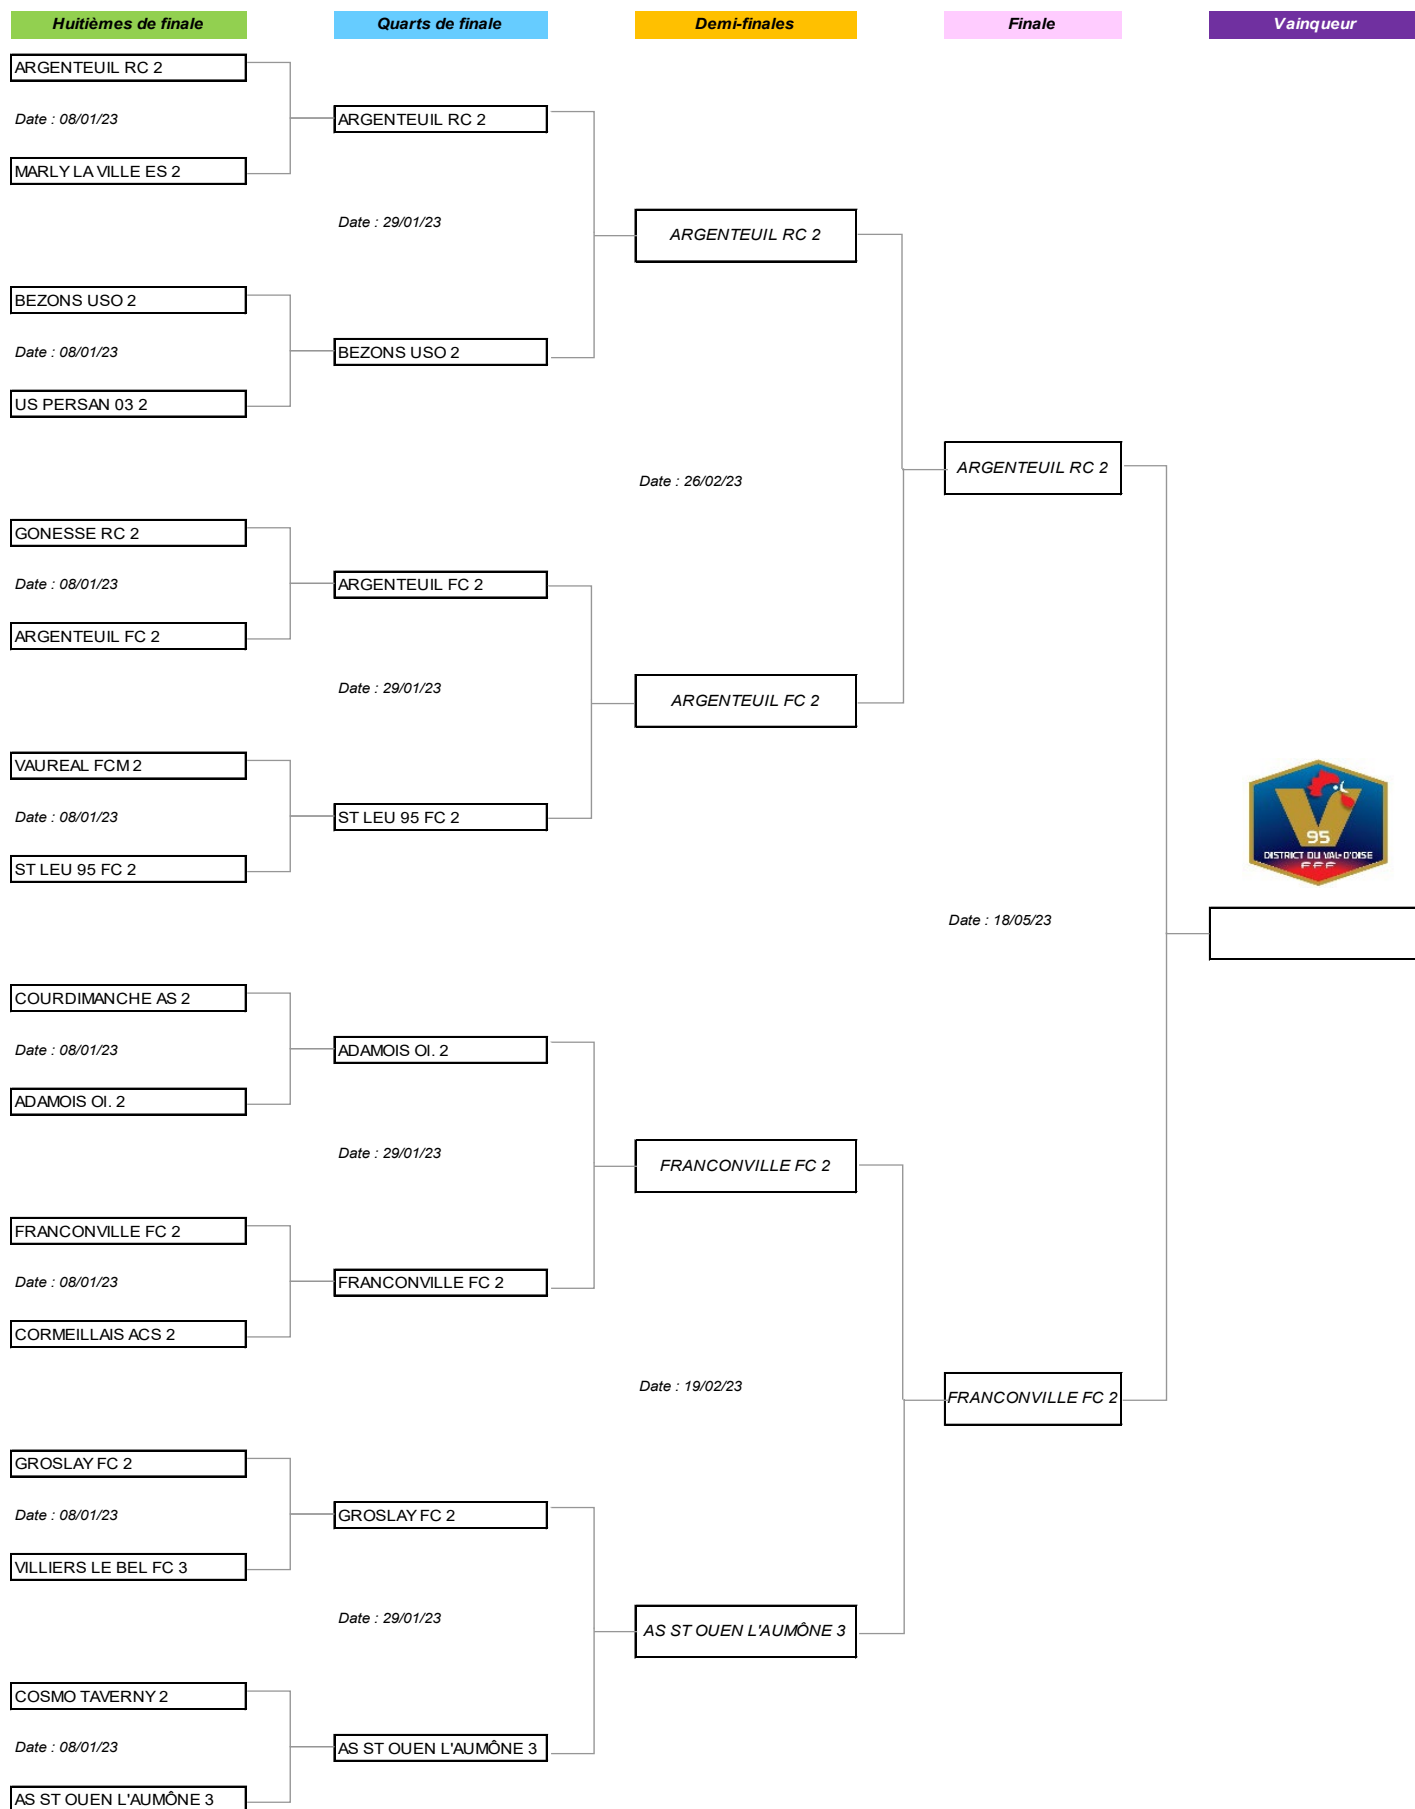 Huitièmes de finale
Quarts de finale
Demi-finales
Finale
Vainqueur
ARGENTEUIL RC 2
Date : 08/01/23
ARGENTEUIL RC 2
MARLY LA VILLE ES 2
Date : 29/01/23
ARGENTEUIL RC 2
BEZONS USO 2
Date : 08/01/23
BEZONS USO 2
US PERSAN 03 2
Date : 26/02/23
ARGENTEUIL RC 2
GONESSE RC 2
Date : 08/01/23
ARGENTEUIL FC 2
ARGENTEUIL FC 2
Date : 29/01/23
ARGENTEUIL FC 2
VAUREAL FCM 2
Date : 08/01/23
ST LEU 95 FC 2
ST LEU 95 FC 2
V
95
DISTRICT DU VAL-D'OISE
FFF
Date : 18/05/23
COURDIMANCHE AS 2
Date : 08/01/23
ADAMOIS Ol. 2
ADAMOIS Ol. 2
Date : 29/01/23
FRANCONVILLE FC 2
FRANCONVILLE FC 2
Date : 08/01/23
FRANCONVILLE FC 2
CORMEILLAIS ACS 2
Date : 19/02/23
FRANCONVILLE FC 2
GROSLAY FC 2
Date : 08/01/23
GROSLAY FC 2
VILLIERS LE BEL FC 3
Date : 29/01/23
AS ST OUEN L'AUMÔNE 3
COSMO TAVERNY 2
Date : 08/01/23
AS ST OUEN L'AUMÔNE 3
AS ST OUEN L'AUMÔNE 3